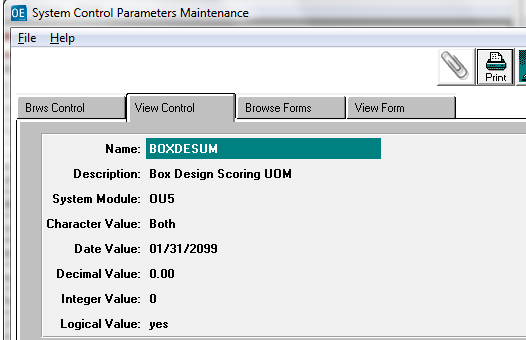 OE System Control Parameters Maintenance
File Help
Print
Brws Control View Control Browse Forms View Form
Name: BOXDESUM
Description: Box Design Scoring UOM
System Module: OU5
Character Value: Both
Date Value: 01/31/2099
Decimal Value: 0.00
Integer Value: 0
Logical Value: yes